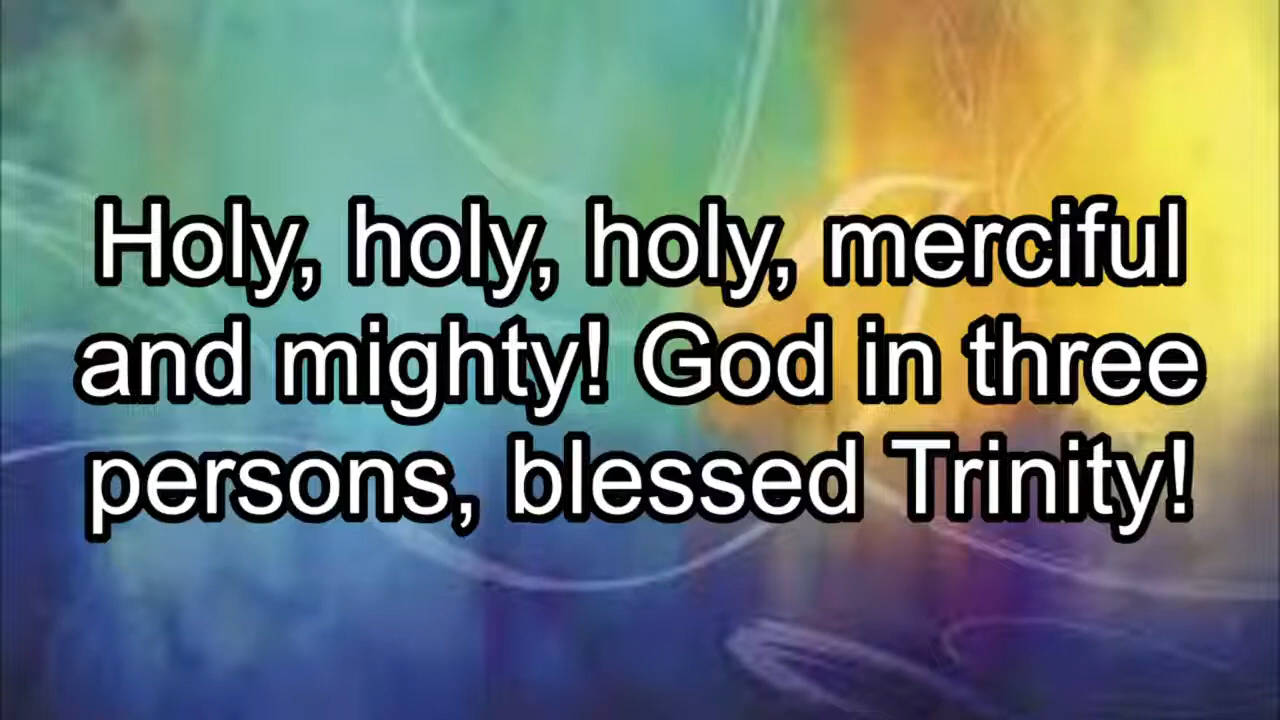 Holy, holy, holy, merciful
and mighty! God in three
persons, blessed Trinity!